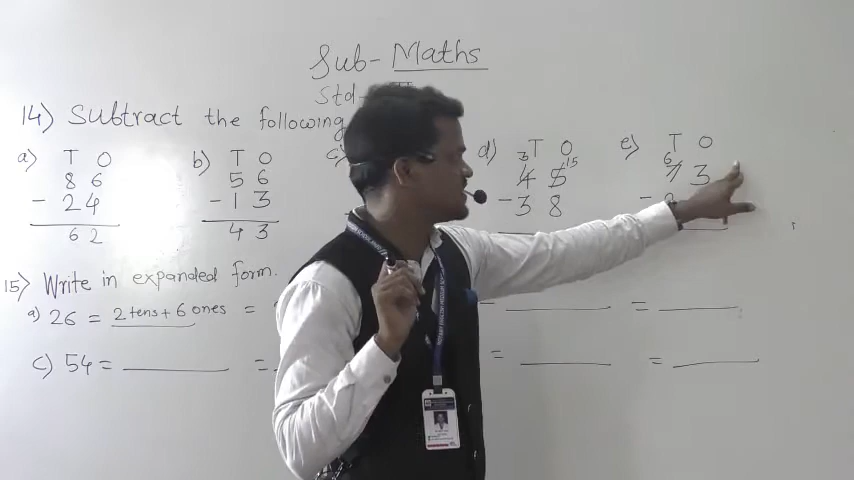 Sub- Maths
Std-
14) Subtract the following
a) T O
8 6
- 2 4
6 2
b) T O
5 6
- 1 3
4 3
c)
d) T O
3 15
4 5
- 3 8
e) T O
6
7 3
-
15) Write in expanded form.
a) 26 = 2 tens + 6 ones =
= =
c) 54 = =
= =